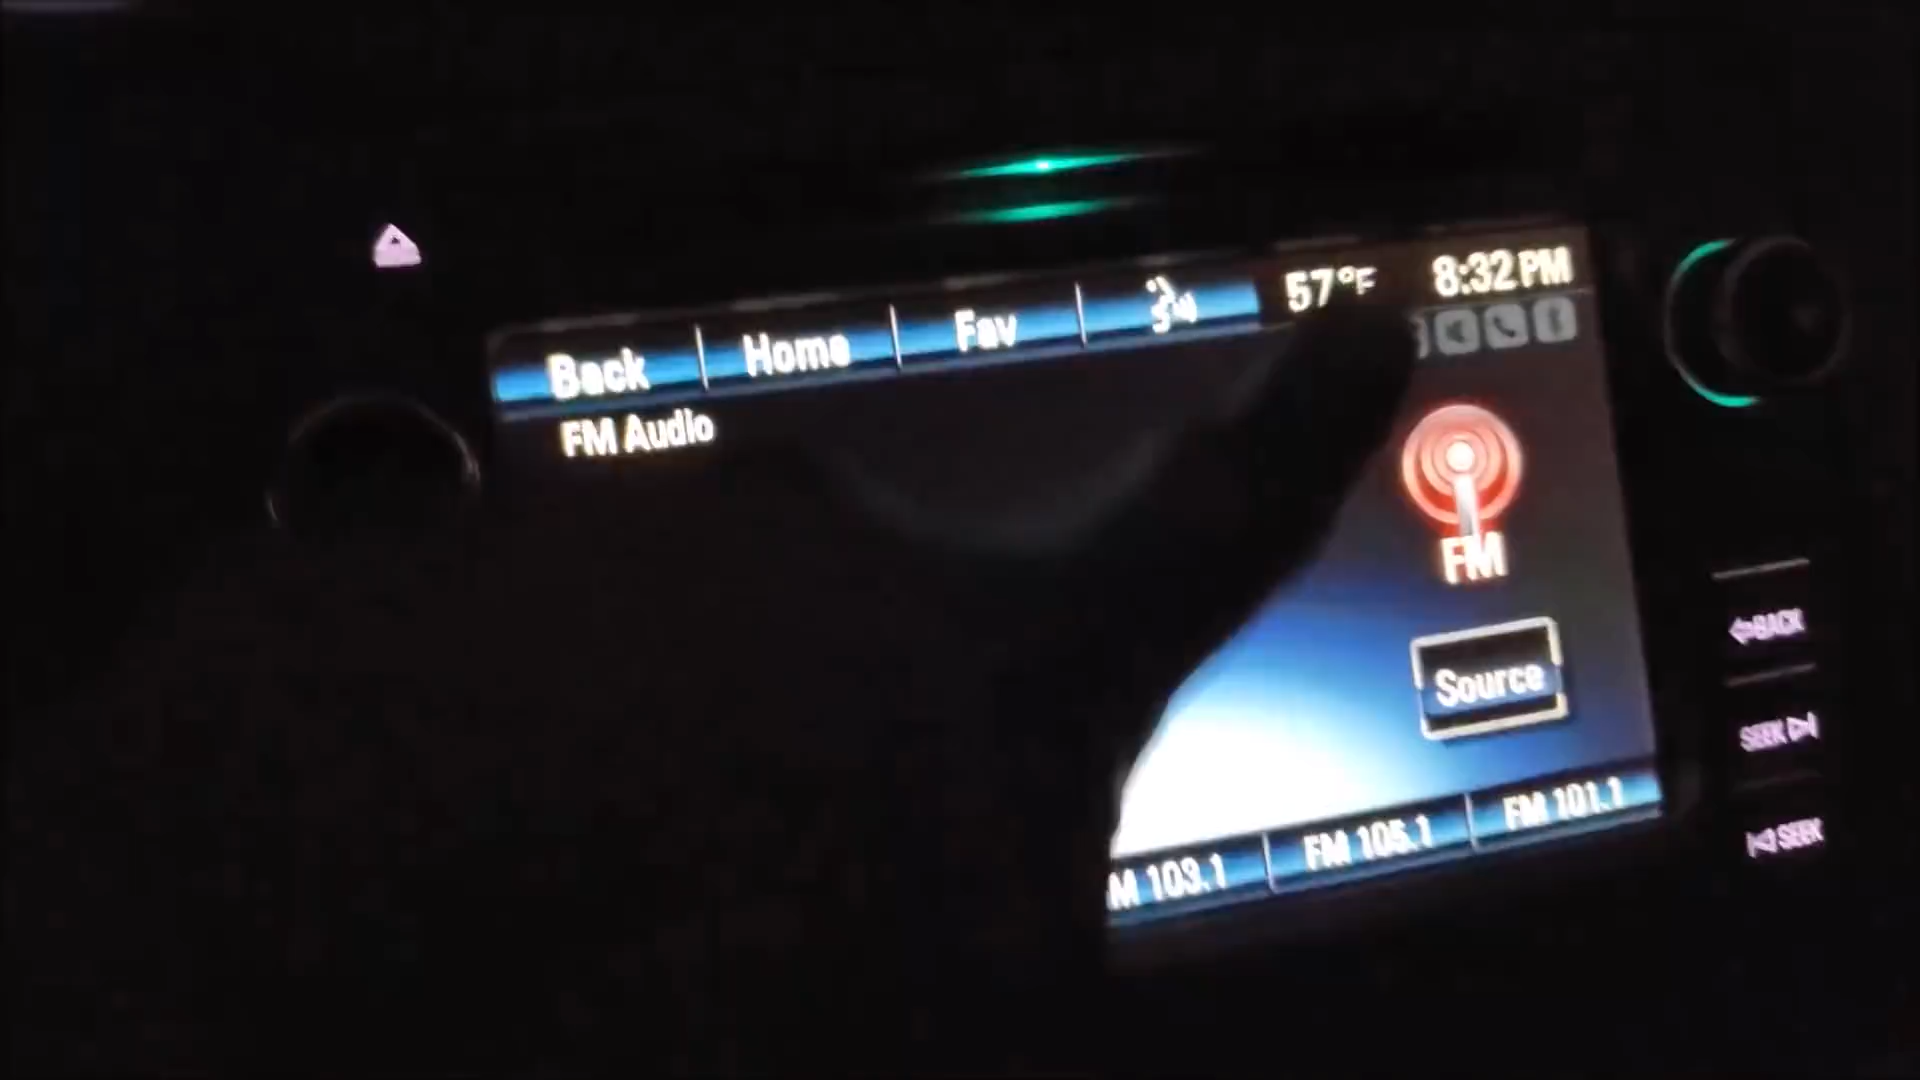 57°F 8:32 PM
Back Home Fav
FM Audio
FM
BACK
Source
SEEK
M 103.1 FM 105.1 FM 101.1
SEEK